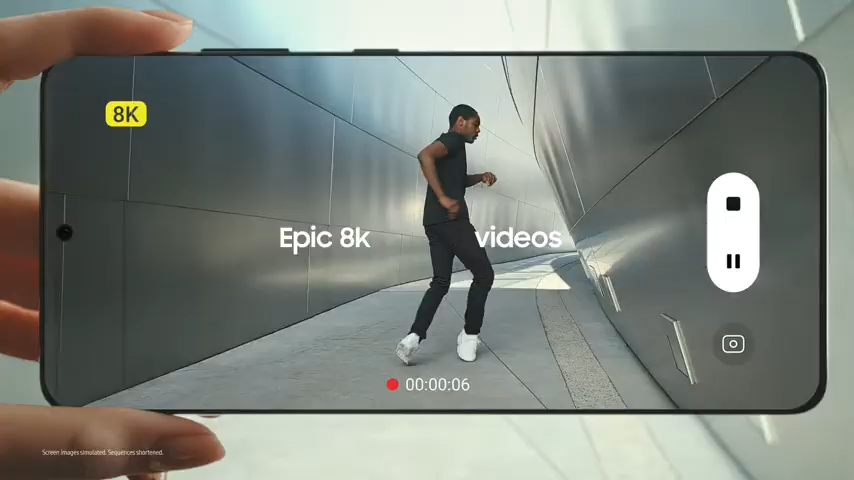 8K
Epic 8k videos
00:00:06
Screen images simulated. Sequences shortened.